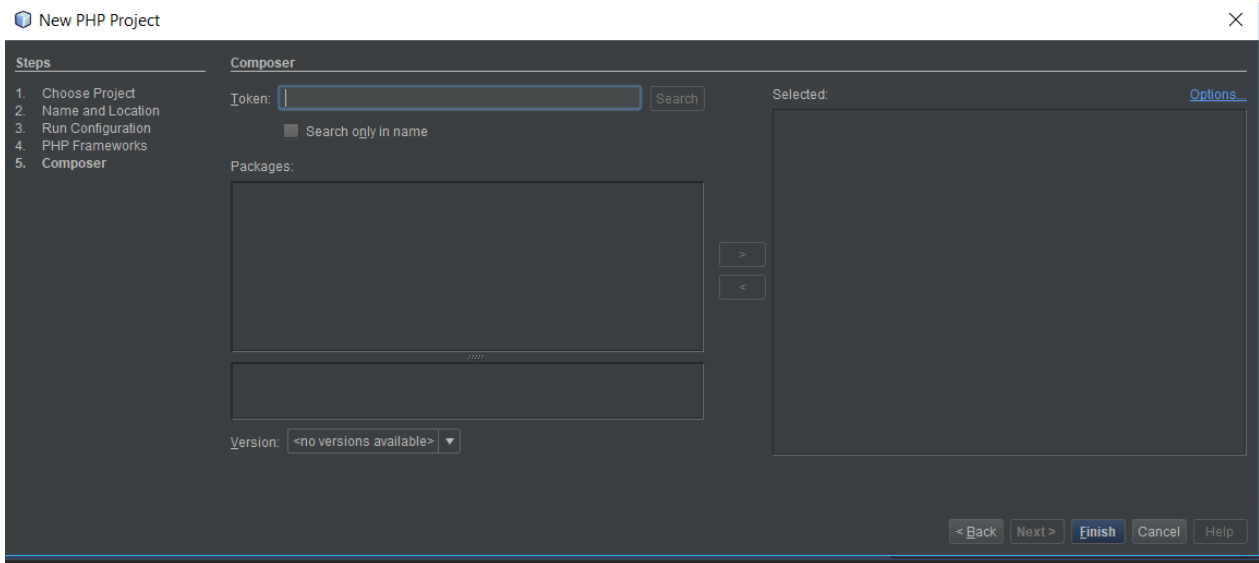 New PHP Project
Steps
1. Choose Project
2. Name and Location
3. Run Configuration
4. PHP Frameworks
5. Composer
Composer
Token:
Search
Search only in name
Packages:
Version: <no versions available>
Selected:
Options...
>
<
< Back
Next >
Finish
Cancel
Help